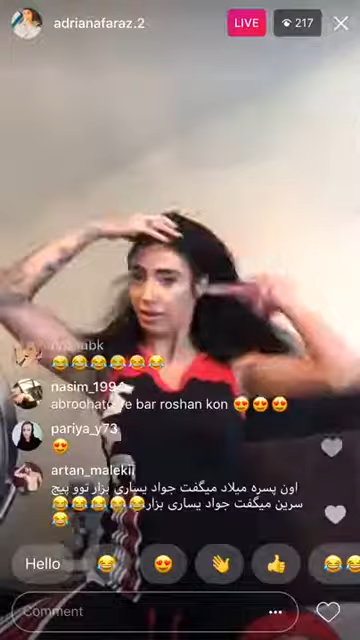 adrianafaraz.2
LIVE
217
nasim_199
abroohato ye bar roshan kon 😍😍😍
pariya_y73
😍
artan_maleki
اون پسره میلاد میگفت جواد یساری بزار توو پیج
سرین میگفت جواد یساری بزار
Hello
Comment